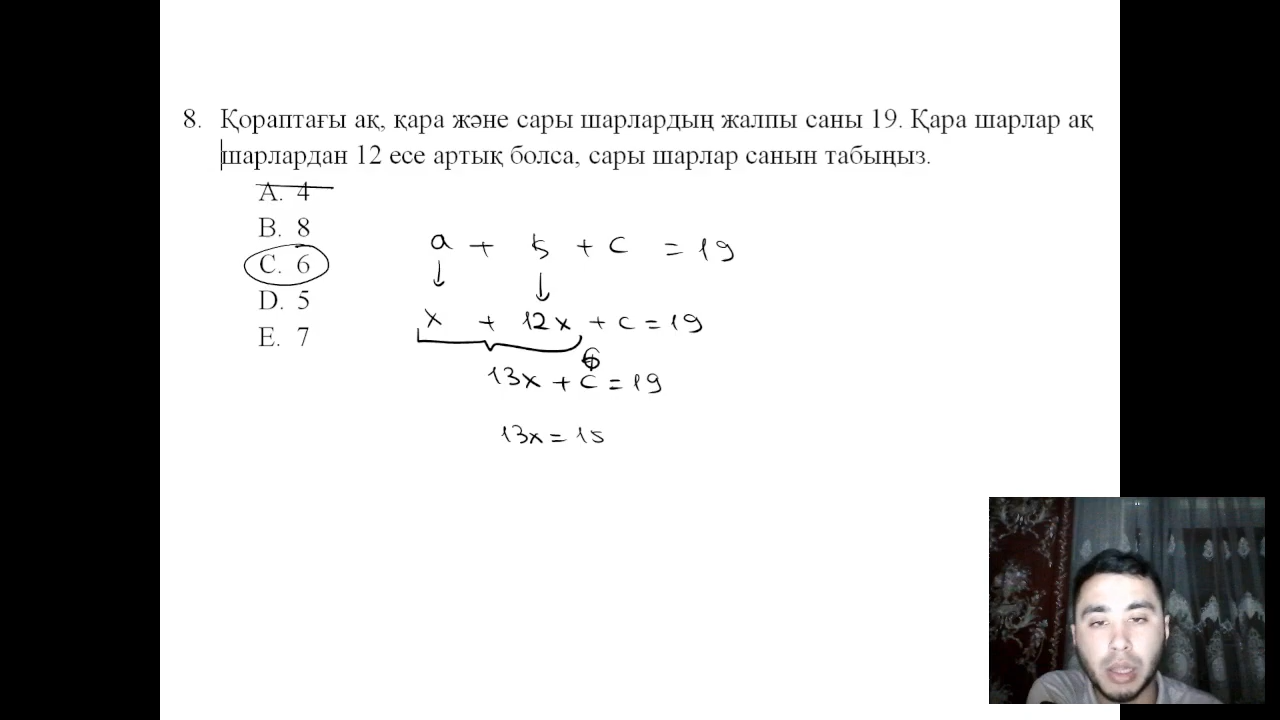 8. Қораптағы ақ, қара және сары шарлардың жалпы саны 19. Қара шарлар ақ
шарлардан 12 есе артық болса, сары шарлар санын табыңыз.
A. 4
B. 8
C. 6
D. 5
E. 7
a + b + c = 19
↓ ↓
x + 12x + c = 19
6
13x + c = 19
13x = 15